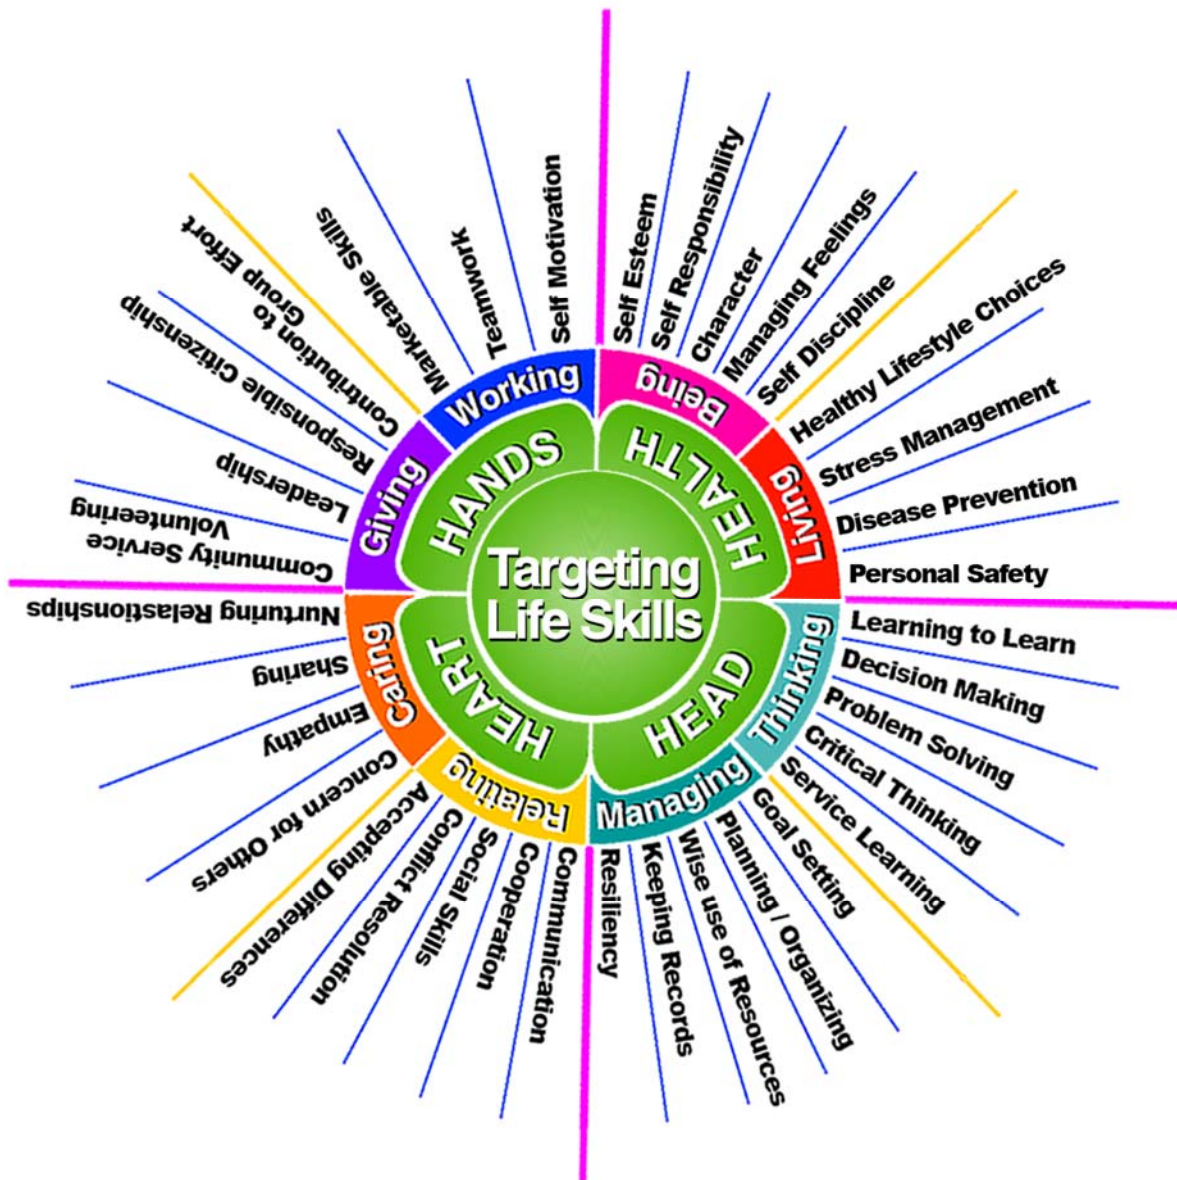 Targeting
Life Skills
HEALTH
Being
Self Esteem
Self Responsibility
Character
Managing Feelings
Self Discipline
Living
Healthy Lifestyle Choices
Stress Management
Disease Prevention
Personal Safety
HEAD
Thinking
Learning to Learn
Decision Making
Problem Solving
Critical Thinking
Service Learning
Managing
Goal Setting
Planning / Organizing
Wise use of Resources
Keeping Records
Resiliency
HEART
Relating
Communication
Cooperation
Social Skills
Conflict Resolution
Accepting Differences
Caring
Concern for Others
Empathy
Sharing
Nurturing Relastionships
HANDS
Giving
Community Service
Volunteering
Leadership
Responsible Citizenship
Contribution to
Group Effort
Working
Marketable Skills
Teamwork
Self Motivation